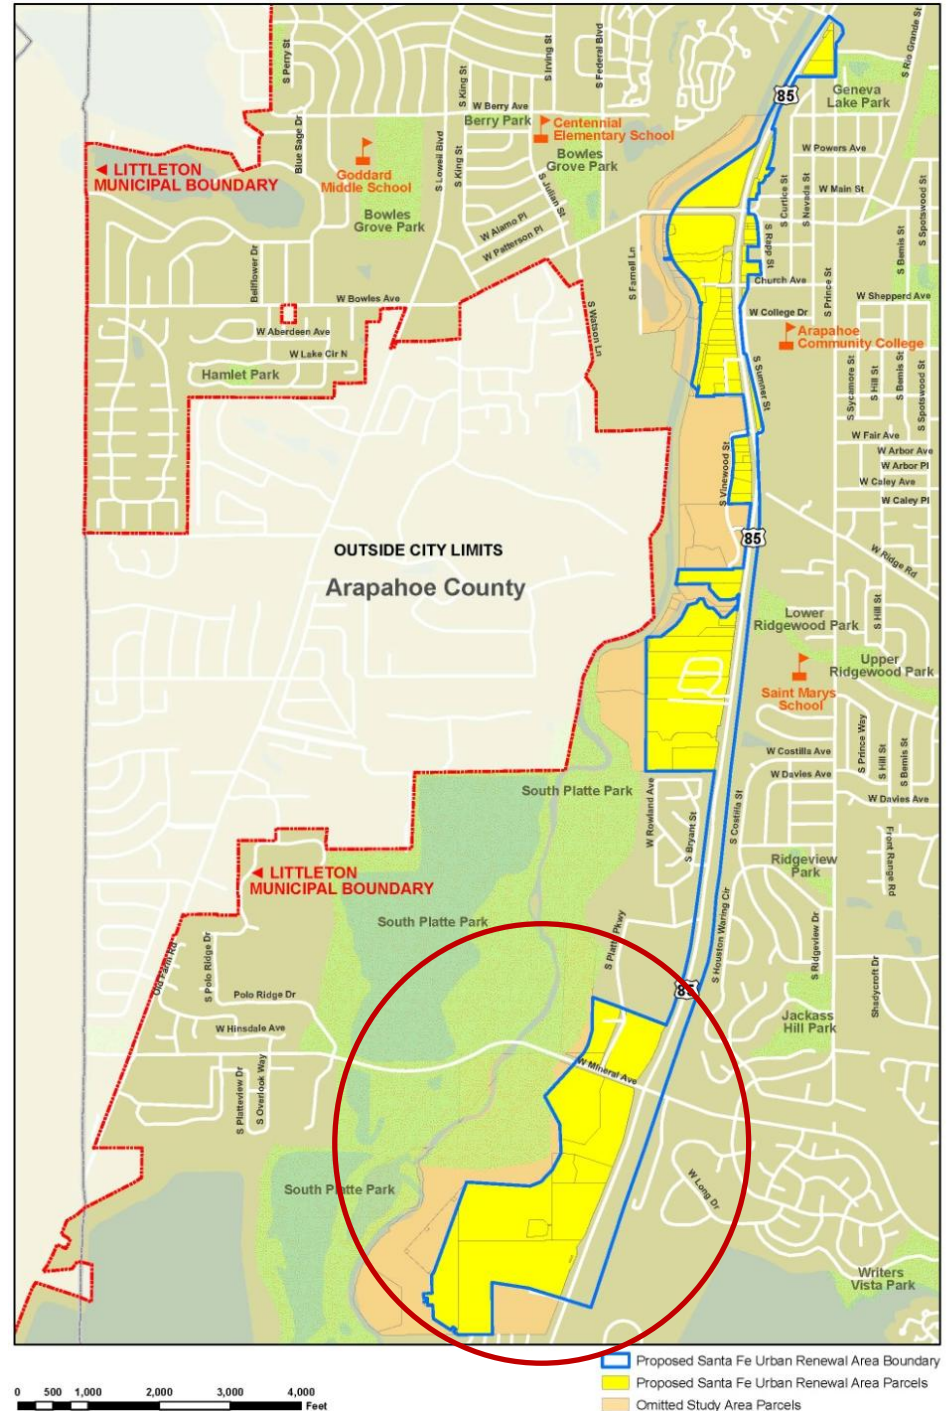 S Perry St
S King St
S Irving St
S Federal Blvd
S Rio Grande St
85
Geneva
Lake Park
W Berry Ave
Berry Park
Centennial
Elementary School
Blue Sage Dr
S Lowell Blvd
S King St
Bowles
Grove Park
W Powers Ave
◄ LITTLETON
MUNICIPAL BOUNDARY
Goddard
Middle School
S Julian St
S Curtice St
S Nevada St
W Main St
S Spotswood St
Bowles
Grove Park
W Alamo Pl
W Patterson Pl
S Rapp St
S Bemis St
Bellflower Dr
S Farnell Ln
Church Ave
S Prince St
W Bowles Ave
W Shepperd Ave
S Watson Ln
W College Dr
W Aberdeen Ave
Arapahoe
Community College
W Lake Cir N
Hamlet Park
S Sumner St
S Sycamore St
S Hill St
S Bemis St
S Spotswood St
W Fair Ave
W Arbor Ave
W Arbor Pl
S Vinewood St
W Caley Ave
W Caley Pl
85
OUTSIDE CITY LIMITS
Arapahoe County
W Ridge Rd
Lower
Ridgewood Park
S Hill St
Upper
Ridgewood Park
Saint Marys
School
S Prince Way
S Hill St
S Bemis St
W Costilla Ave
W Davies Ave
W Davies Ave
South Platte Park
W Rowland Ave
S Bryant St
S Costilla St
Front Range Rd
Ridgeview
Park
◄ LITTLETON
MUNICIPAL BOUNDARY
South Platte Park
S Platte Pkwy
S Houston Waring Cir
S Ridgeview Dr
Shadycroft Dr
Old Farm Rd
S Polo Ridge Dr
Polo Ridge Dr
85
Jackass
Hill Park
W Hinsdale Ave
W Mineral Ave
S Platteview Dr
S Overlook Way
South Platte Park
W Long Dr
Writers
Vista Park
Proposed Santa Fe Urban Renewal Area Boundary
Proposed Santa Fe Urban Renewal Area Parcels
Omitted Study Area Parcels
0 500 1,000 2,000 3,000 4,000
Feet